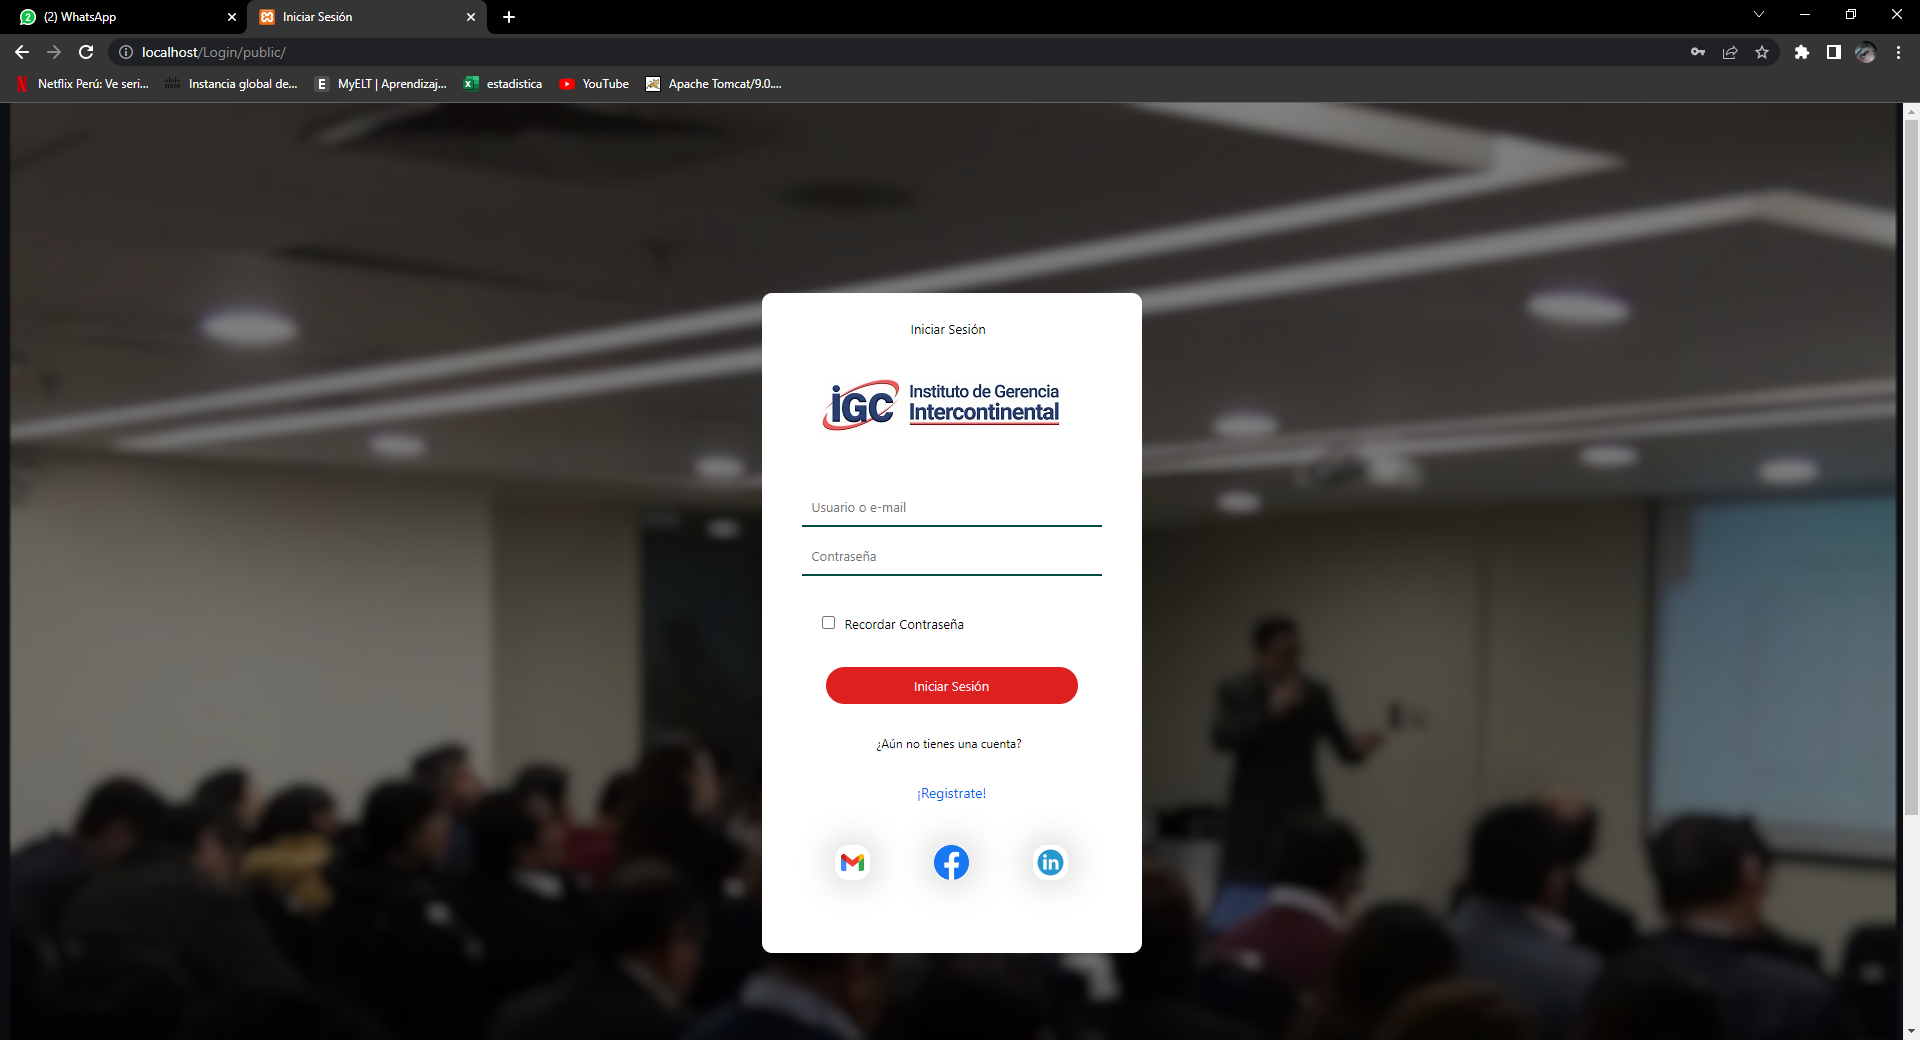 (2) WhatsApp
Iniciar Sesión
localhost/Login/public/
Netflix Perú: Ve seri...
Instancia global de...
E
MyELT | Aprendizaj...
estadistica
YouTube
Apache Tomcat/9.0....
Iniciar Sesión
iGC Instituto de Gerencia
Intercontinental
Usuario o e-mail
Contraseña
Recordar Contraseña
Iniciar Sesión
¿Aún no tienes una cuenta?
¡Registrate!
in